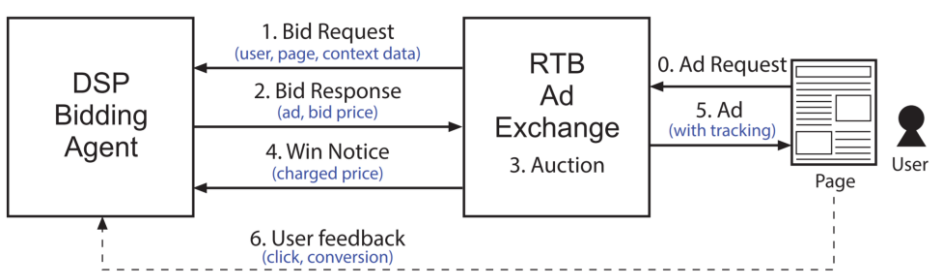 DSP
Bidding
Agent
1. Bid Request
(user, page, context data)
2. Bid Response
(ad, bid price)
4. Win Notice
(charged price)
RTB
Ad
Exchange
3. Auction
0. Ad Request
5. Ad
(with tracking)
Page
User
6. User feedback
(click, conversion)